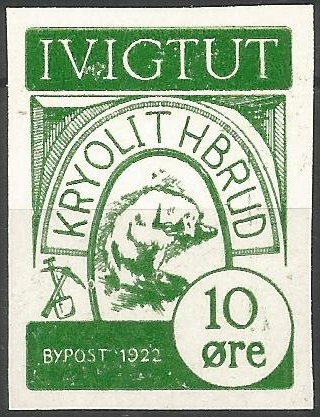 IVIGTUT
KRYOLITHBRUD
10
øre
BYPOST 1922